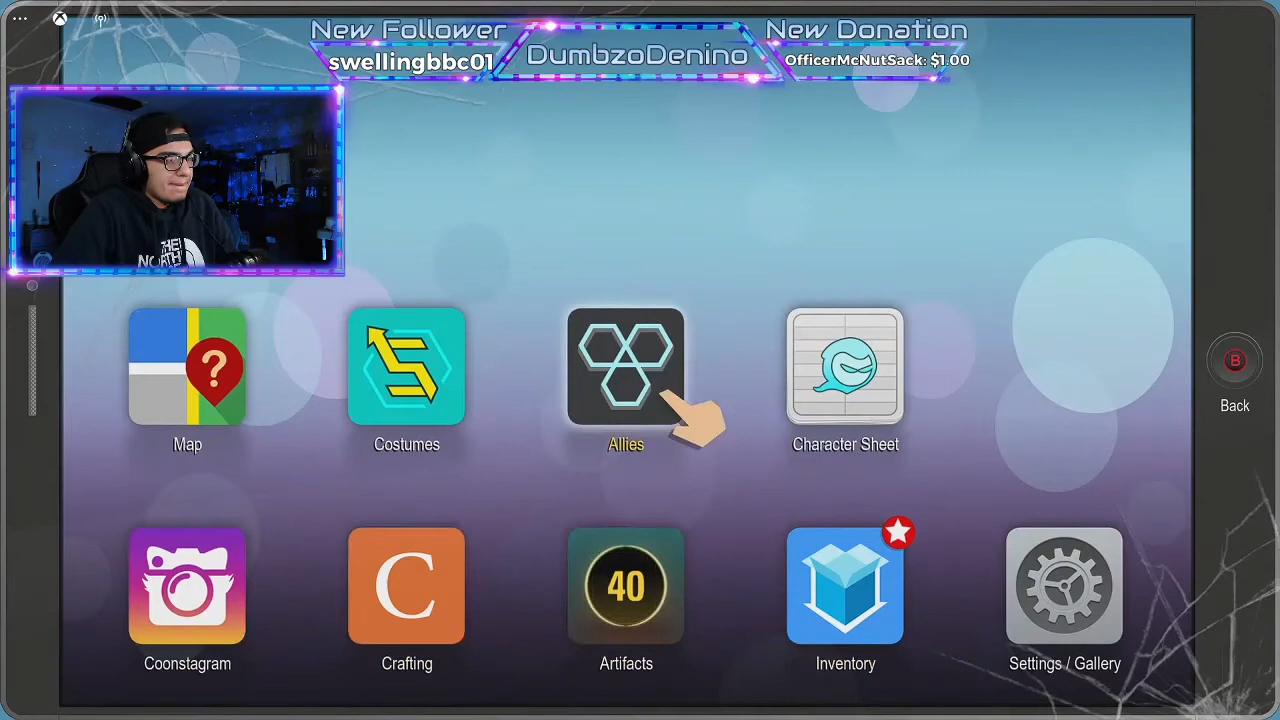 New Follower
swellingbbc01
DumbzoDenino
New Donation
OfficerMcNutSack: $1.00
THE
NORTH
?
Map
Costumes
Allies
Character Sheet
B
Back
Coonstagram
C
Crafting
40
Artifacts
Inventory
Settings / Gallery